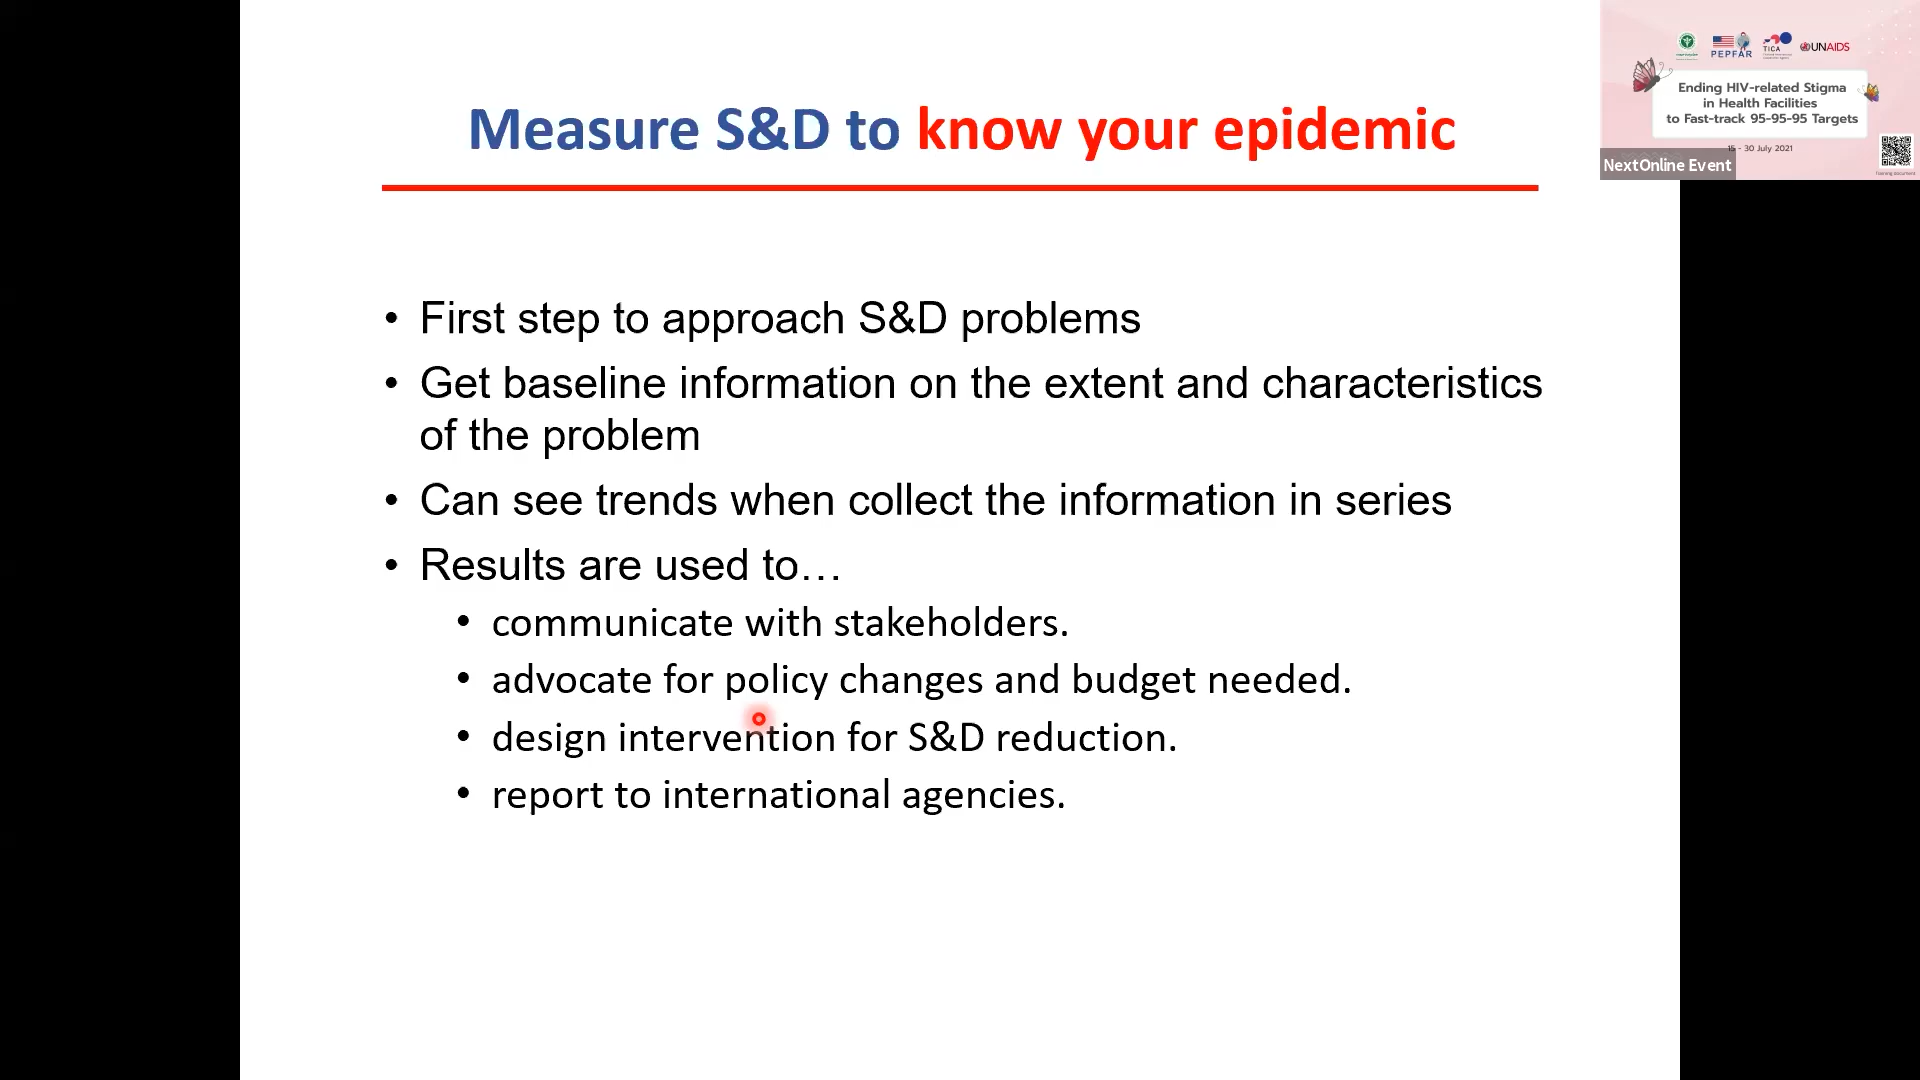 Measure S&D to know your epidemic
• First step to approach S&D problems
• Get baseline information on the extent and characteristics
of the problem
• Can see trends when collect the information in series
• Results are used to…
• communicate with stakeholders.
• advocate for policy changes and budget needed.
• design intervention for S&D reduction.
• report to international agencies.
PEPFAR
TICA
UNAIDS
Ending HIV-related Stigma
in Health Facilities
to Fast-track 95-95-95 Targets
15 - 30 July 2021
NextOnline Event